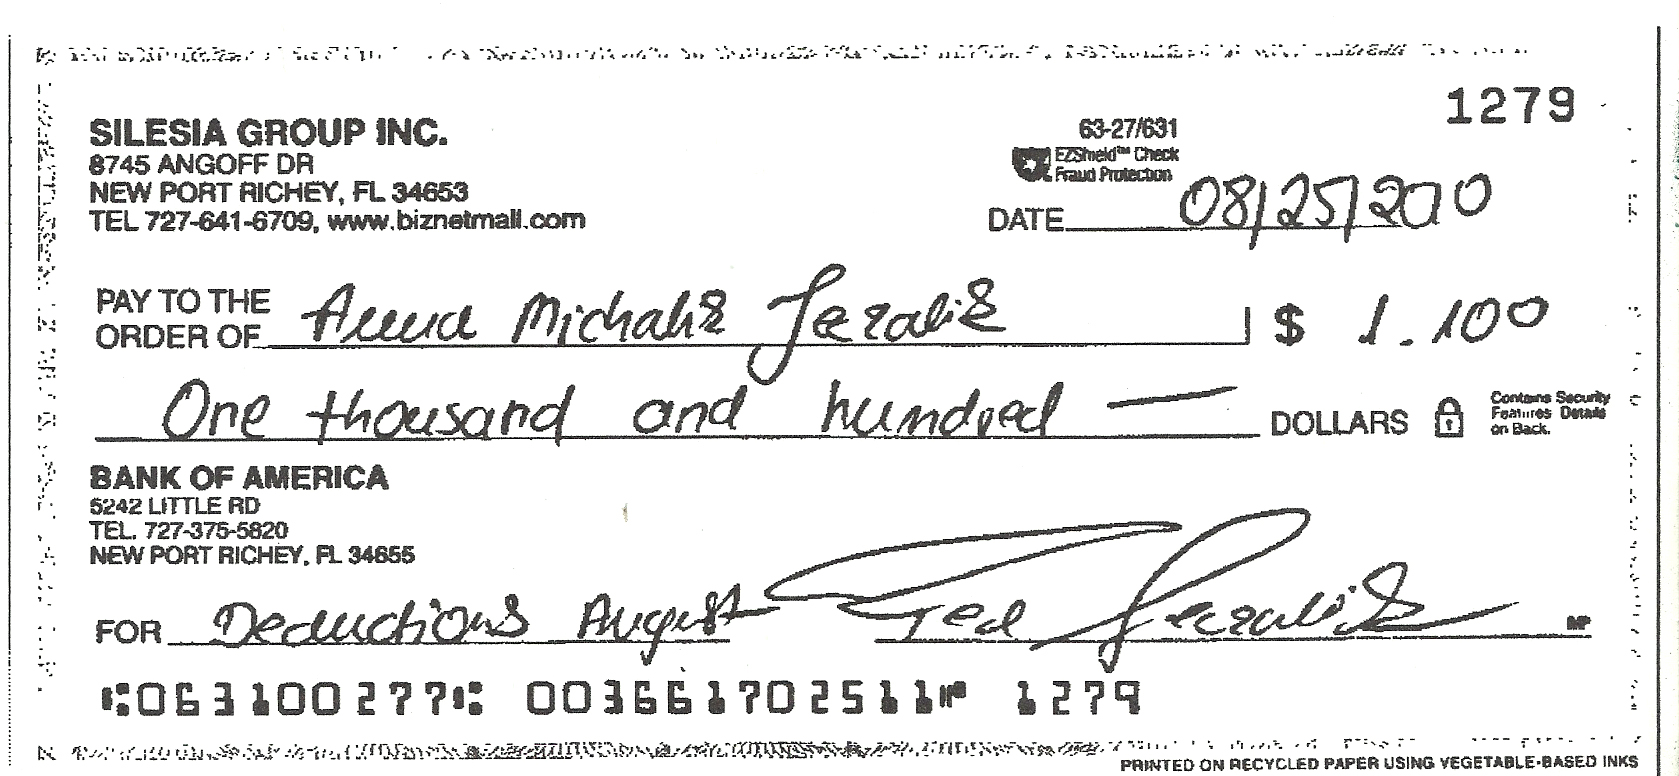 1279
SILESIA GROUP INC.
8745 ANGOFF DR
NEW PORT RICHEY, FL 34653
TEL 727-641-6709, www.biznetmall.com
63-27/631
EZShield™ Check
Fraud Protection
DATE 08/25/2010
PAY TO THE
ORDER OF Anna Michalik Jezalik $ 1.100
One thousand and hundred — DOLLARS
Contains Security
Features Details
on Back.
BANK OF AMERICA
5242 LITTLE RD
TEL. 727-375-5820
NEW PORT RICHEY, FL 34655
FOR Deductions August Ted MP
⑆063100277⑆ 003661702511⑈ 1279
PRINTED ON RECYCLED PAPER USING VEGETABLE-BASED INKS